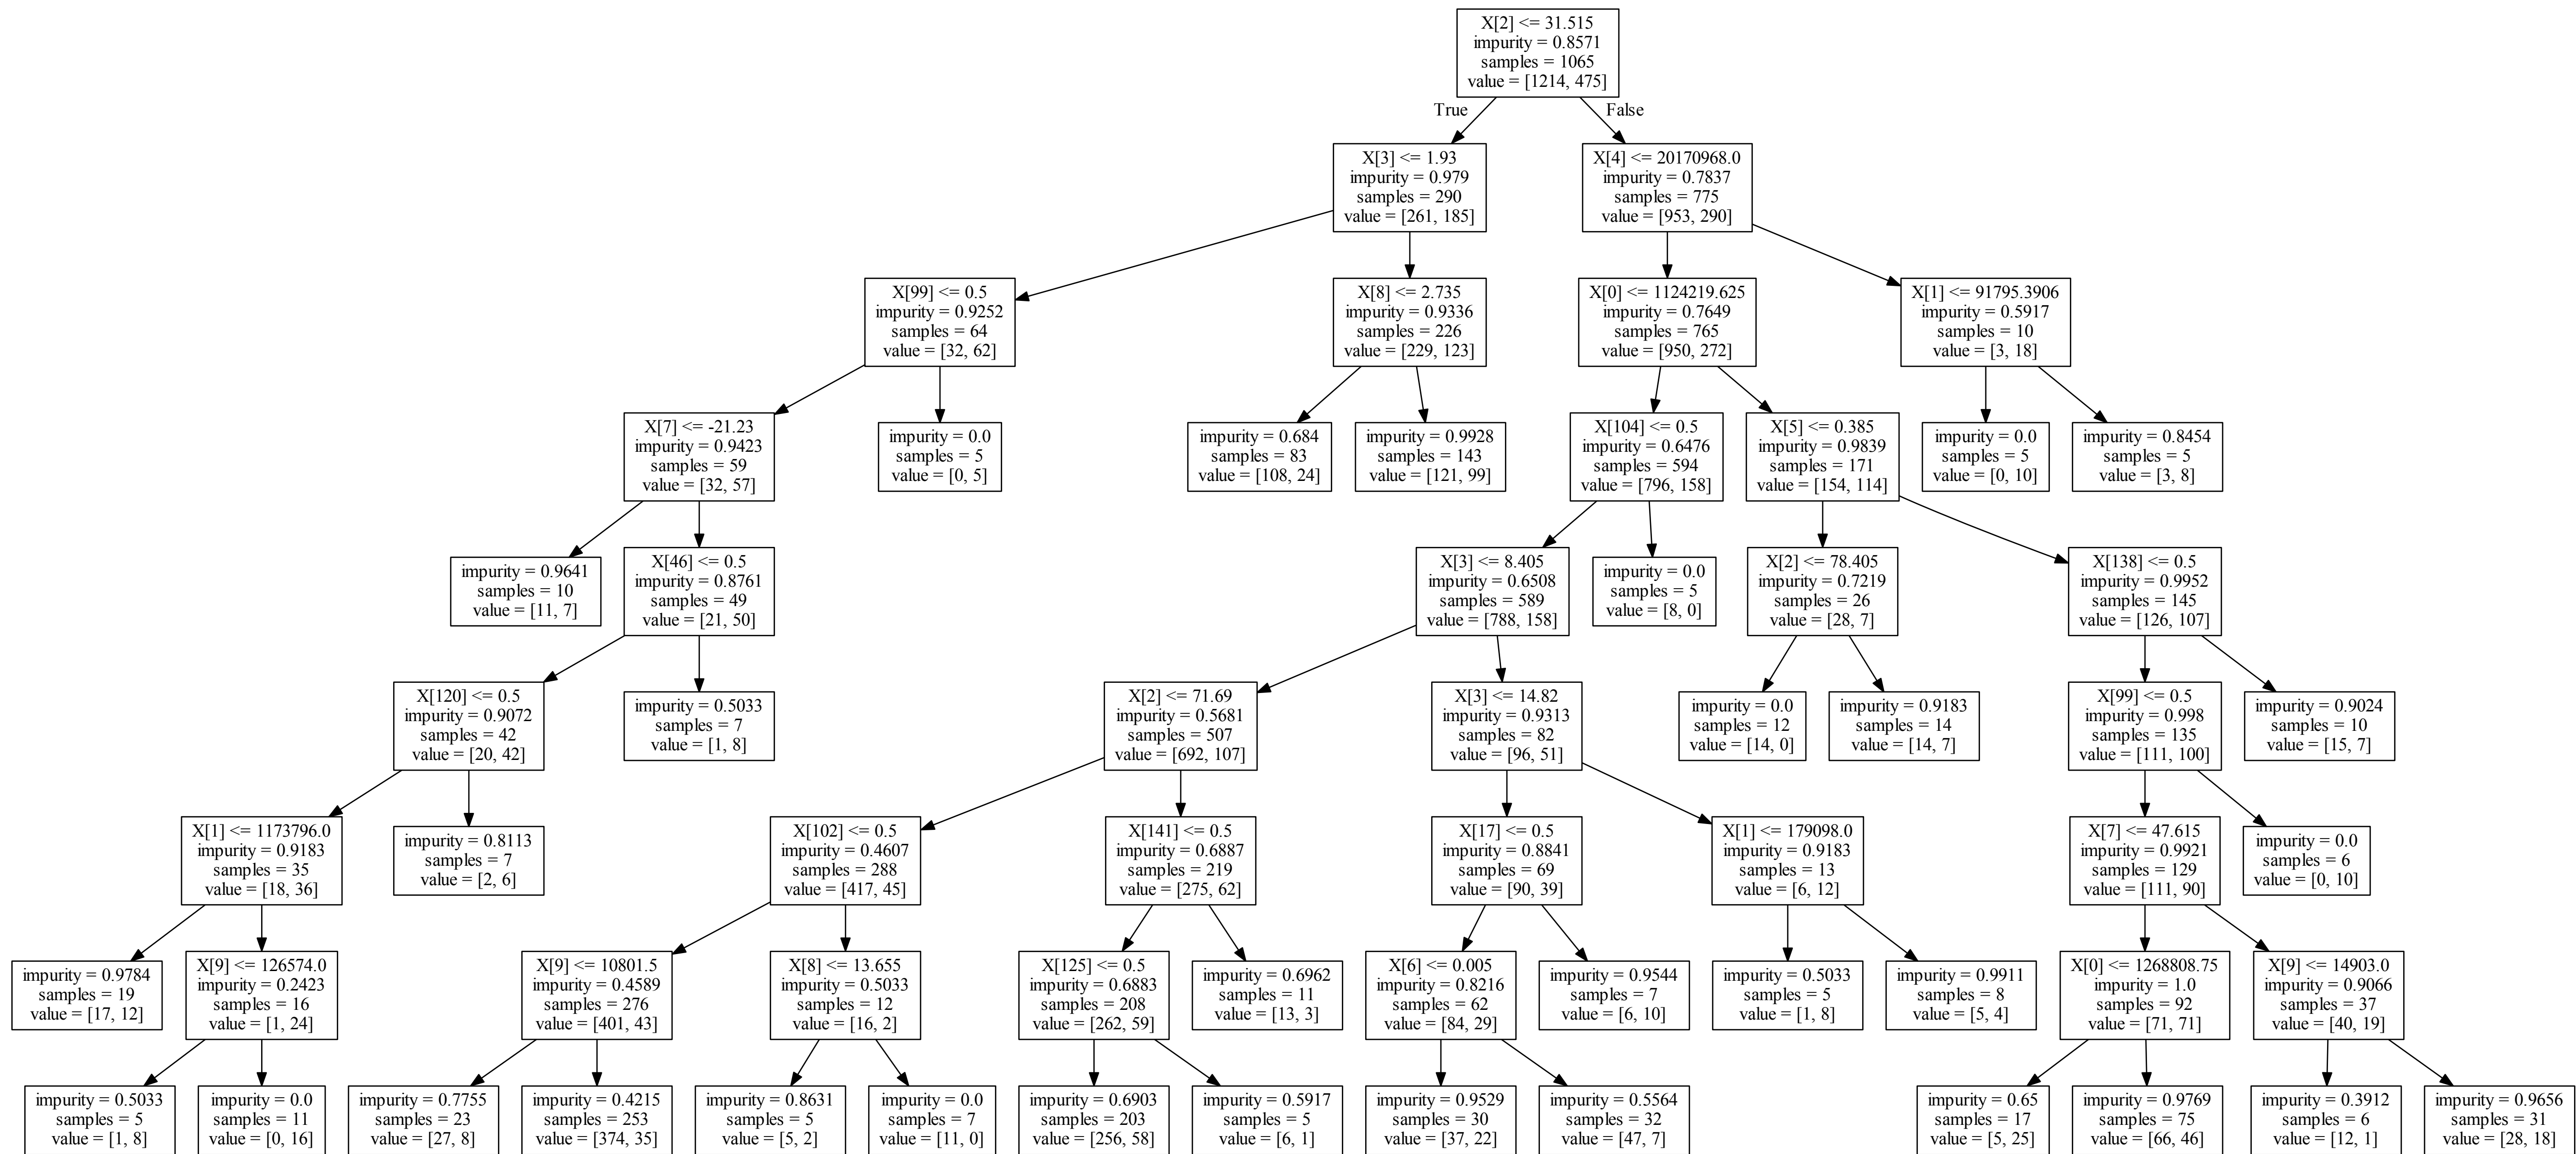 X[2] <= 31.515
impurity = 0.8571
samples = 1065
value = [1214, 475]
True
False
X[3] <= 1.93
impurity = 0.979
samples = 290
value = [261, 185]
X[4] <= 20170968.0
impurity = 0.7837
samples = 775
value = [953, 290]
X[99] <= 0.5
impurity = 0.9252
samples = 64
value = [32, 62]
X[8] <= 2.735
impurity = 0.9336
samples = 226
value = [229, 123]
X[0] <= 1124219.625
impurity = 0.7649
samples = 765
value = [950, 272]
X[1] <= 91795.3906
impurity = 0.5917
samples = 10
value = [3, 18]
X[7] <= -21.23
impurity = 0.9423
samples = 59
value = [32, 57]
impurity = 0.0
samples = 5
value = [0, 5]
impurity = 0.684
samples = 83
value = [108, 24]
impurity = 0.9928
samples = 143
value = [121, 99]
X[104] <= 0.5
impurity = 0.6476
samples = 594
value = [796, 158]
X[5] <= 0.385
impurity = 0.9839
samples = 171
value = [154, 114]
impurity = 0.0
samples = 5
value = [0, 10]
impurity = 0.8454
samples = 5
value = [3, 8]
impurity = 0.9641
samples = 10
value = [11, 7]
X[46] <= 0.5
impurity = 0.8761
samples = 49
value = [21, 50]
X[3] <= 8.405
impurity = 0.6508
samples = 589
value = [788, 158]
impurity = 0.0
samples = 5
value = [8, 0]
X[2] <= 78.405
impurity = 0.7219
samples = 26
value = [28, 7]
X[138] <= 0.5
impurity = 0.9952
samples = 145
value = [126, 107]
X[120] <= 0.5
impurity = 0.9072
samples = 42
value = [20, 42]
impurity = 0.5033
samples = 7
value = [1, 8]
X[2] <= 71.69
impurity = 0.5681
samples = 507
value = [692, 107]
X[3] <= 14.82
impurity = 0.9313
samples = 82
value = [96, 51]
impurity = 0.0
samples = 12
value = [14, 0]
impurity = 0.9183
samples = 14
value = [14, 7]
X[99] <= 0.5
impurity = 0.998
samples = 135
value = [111, 100]
impurity = 0.9024
samples = 10
value = [15, 7]
X[1] <= 1173796.0
impurity = 0.9183
samples = 35
value = [18, 36]
impurity = 0.8113
samples = 7
value = [2, 6]
X[102] <= 0.5
impurity = 0.4607
samples = 288
value = [417, 45]
X[141] <= 0.5
impurity = 0.6887
samples = 219
value = [275, 62]
X[17] <= 0.5
impurity = 0.8841
samples = 69
value = [90, 39]
X[1] <= 179098.0
impurity = 0.9183
samples = 13
value = [6, 12]
X[7] <= 47.615
impurity = 0.9921
samples = 129
value = [111, 90]
impurity = 0.0
samples = 6
value = [0, 10]
impurity = 0.9784
samples = 19
value = [17, 12]
X[9] <= 126574.0
impurity = 0.2423
samples = 16
value = [1, 24]
X[9] <= 10801.5
impurity = 0.4589
samples = 276
value = [401, 43]
X[8] <= 13.655
impurity = 0.5033
samples = 12
value = [16, 2]
X[125] <= 0.5
impurity = 0.6883
samples = 208
value = [262, 59]
impurity = 0.6962
samples = 11
value = [13, 3]
X[6] <= 0.005
impurity = 0.8216
samples = 62
value = [84, 29]
impurity = 0.9544
samples = 7
value = [6, 10]
impurity = 0.5033
samples = 5
value = [1, 8]
impurity = 0.9911
samples = 8
value = [5, 4]
X[0] <= 1268808.75
impurity = 1.0
samples = 92
value = [71, 71]
X[9] <= 14903.0
impurity = 0.9066
samples = 37
value = [40, 19]
impurity = 0.5033
samples = 5
value = [1, 8]
impurity = 0.0
samples = 11
value = [0, 16]
impurity = 0.7755
samples = 23
value = [27, 8]
impurity = 0.4215
samples = 253
value = [374, 35]
impurity = 0.8631
samples = 5
value = [5, 2]
impurity = 0.0
samples = 7
value = [11, 0]
impurity = 0.6903
samples = 203
value = [256, 58]
impurity = 0.5917
samples = 5
value = [6, 1]
impurity = 0.9529
samples = 30
value = [37, 22]
impurity = 0.5564
samples = 32
value = [47, 7]
impurity = 0.65
samples = 17
value = [5, 25]
impurity = 0.9769
samples = 75
value = [66, 46]
impurity = 0.3912
samples = 6
value = [12, 1]
impurity = 0.9656
samples = 31
value = [28, 18]